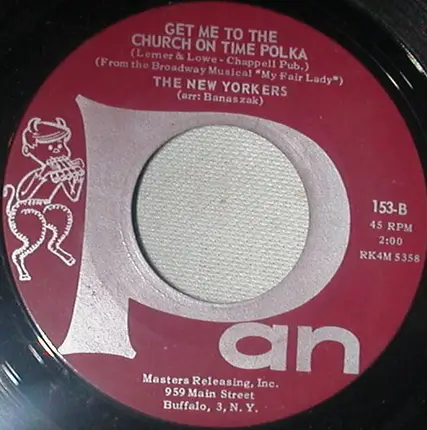 GET ME TO THE
CHURCH ON TIME POLKA
(Lerner & Lowe - Chappell Pub.)
(From the Broadway Musical "My Fair Lady")
THE NEW YORKERS
(arr: Banaszak)
153-B
45 RPM
2:00
RK4M 5358
Pan
Masters Releasing, Inc.
959 Main Street
Buffalo, 3, N.Y.